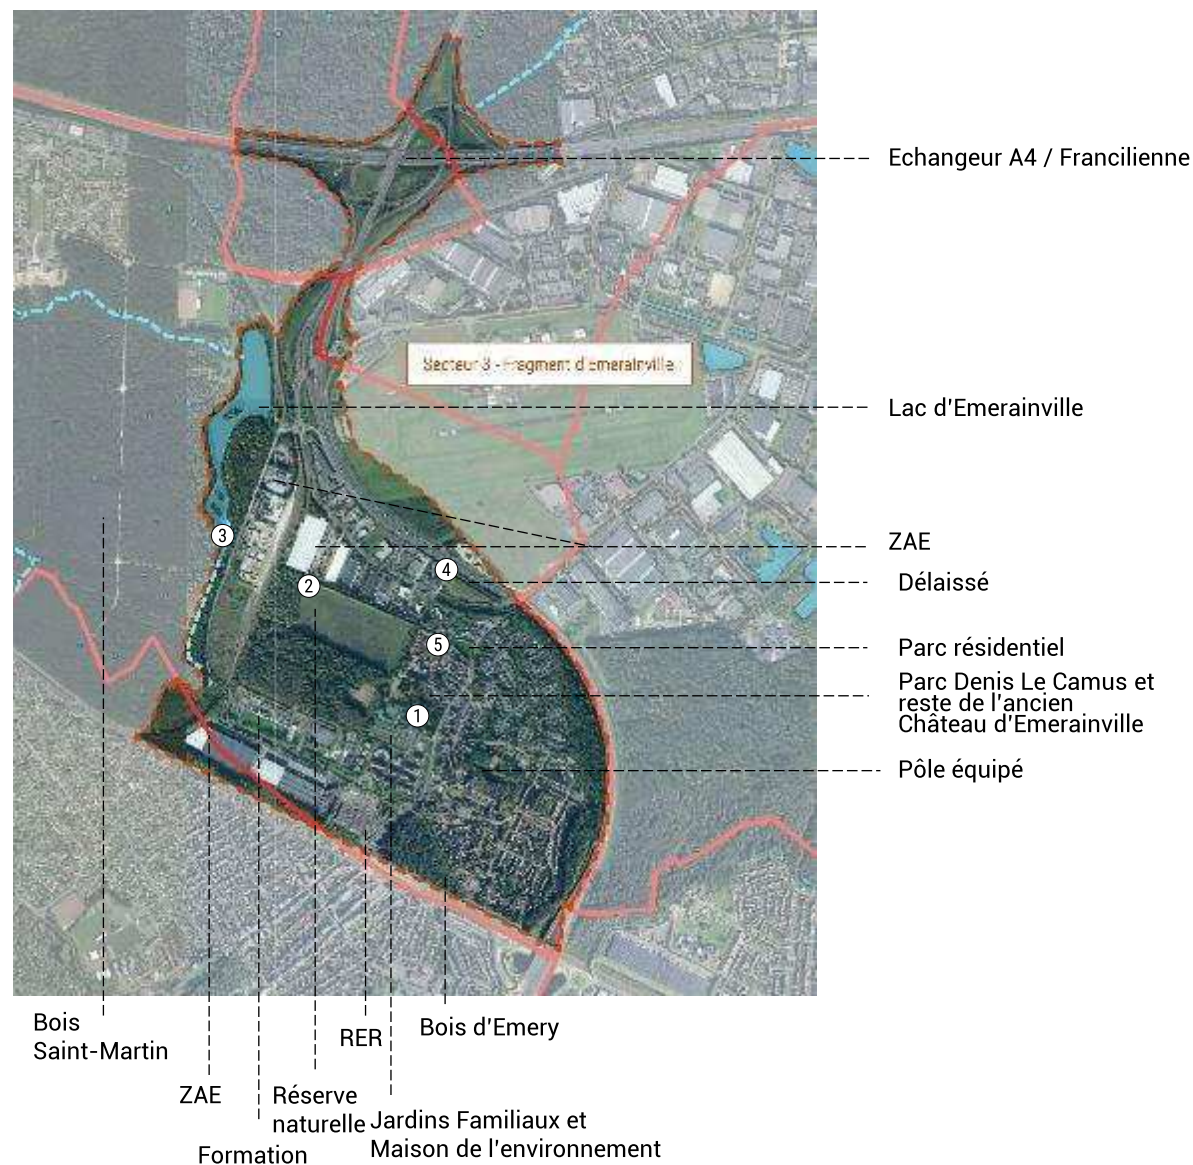 Echangeur A4 / Francilienne
Secteur 3 - Fragment d'Emerainville
Lac d'Emerainville
ZAE
3
4
Délaissé
2
5
Parc résidentiel
Parc Denis Le Camus et
reste de l'ancien
Château d'Emerainville
1
Pôle équipé
Bois
Saint-Martin
RER
Bois d'Emery
ZAE
Réserve
naturelle
Jardins Familiaux et
Maison de l'environnement
Formation